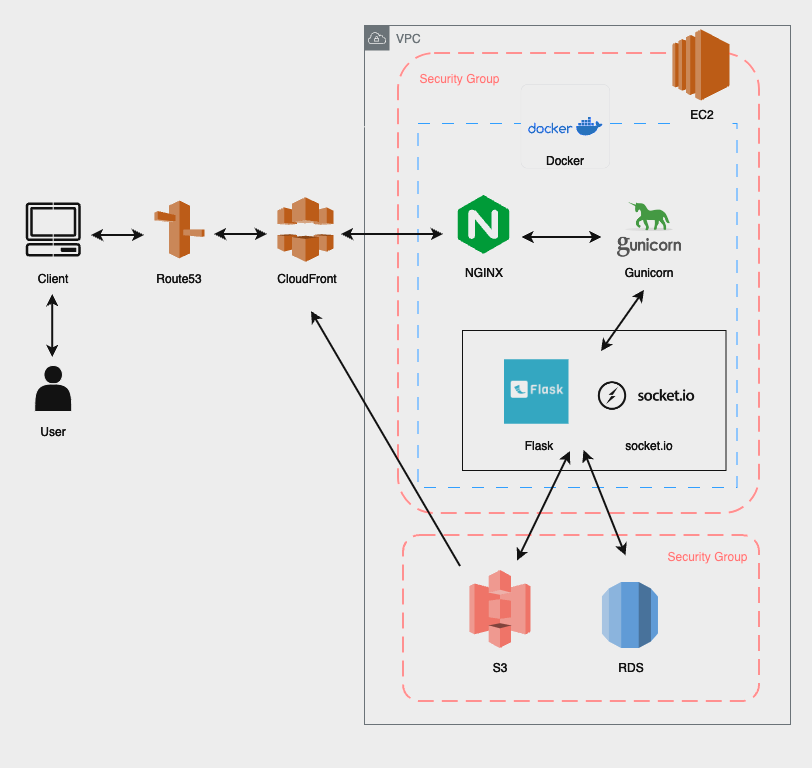 VPC
Security Group
EC2
docker
Docker
Client
Route53
CloudFront
NGINX
gunicorn
Gunicorn
User
Flask
socket.io
Flask
socket.io
Security Group
S3
RDS